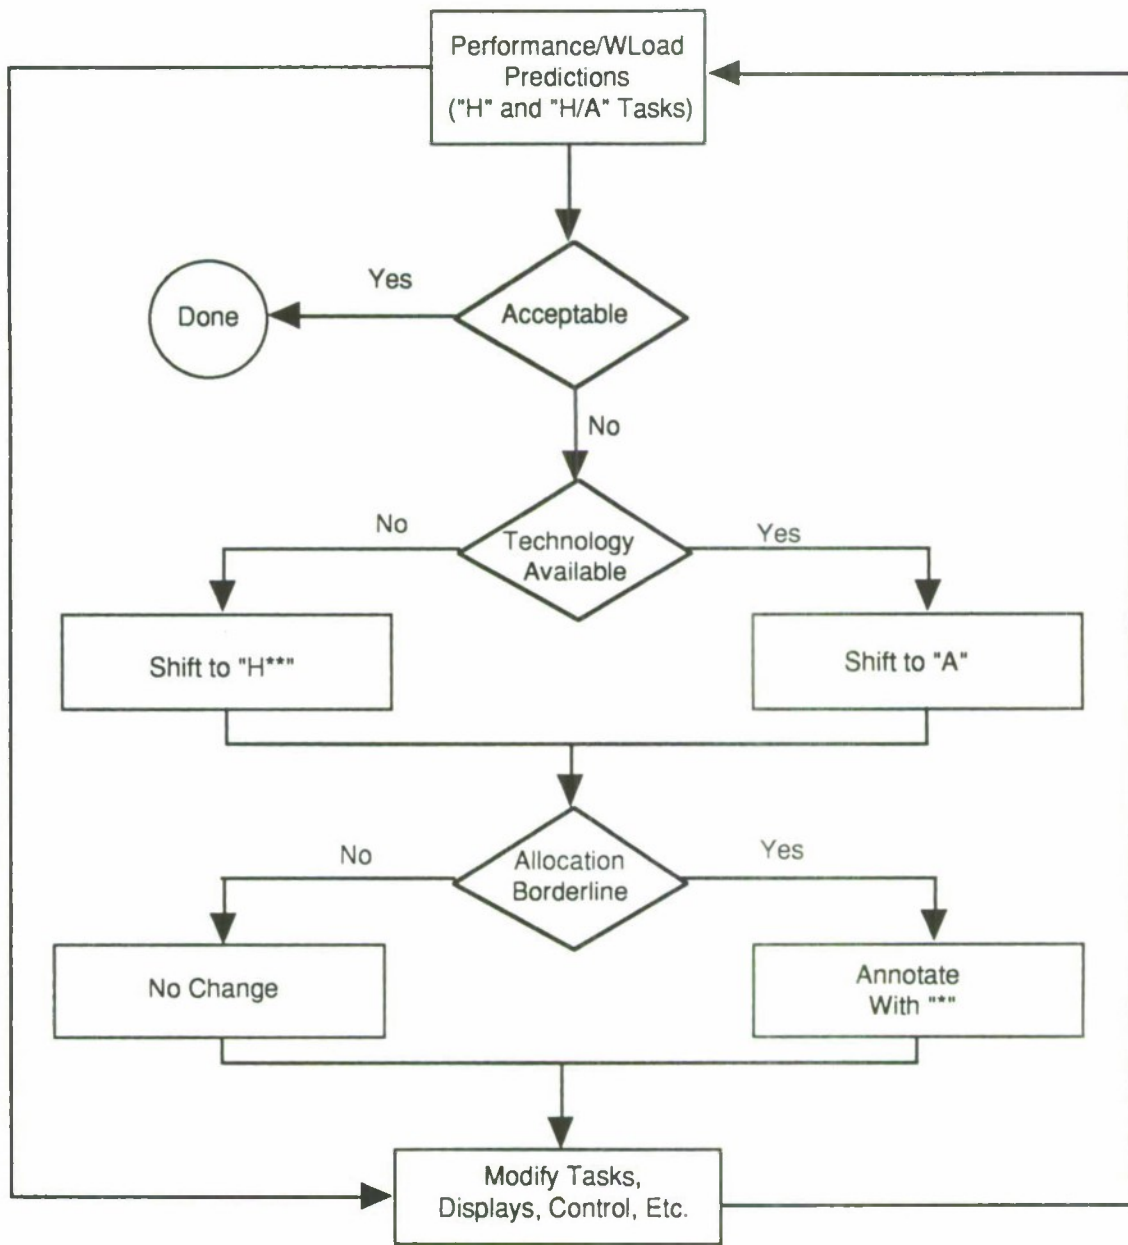 Performance/WLoad
Predictions
("H" and "H/A" Tasks)
Yes
Done
Acceptable
No
No
Technology
Available
Yes
Shift to "H**"
Shift to "A"
No
Allocation
Borderline
Yes
No Change
Annotate
With "*"
Modify Tasks,
Displays, Control, Etc.